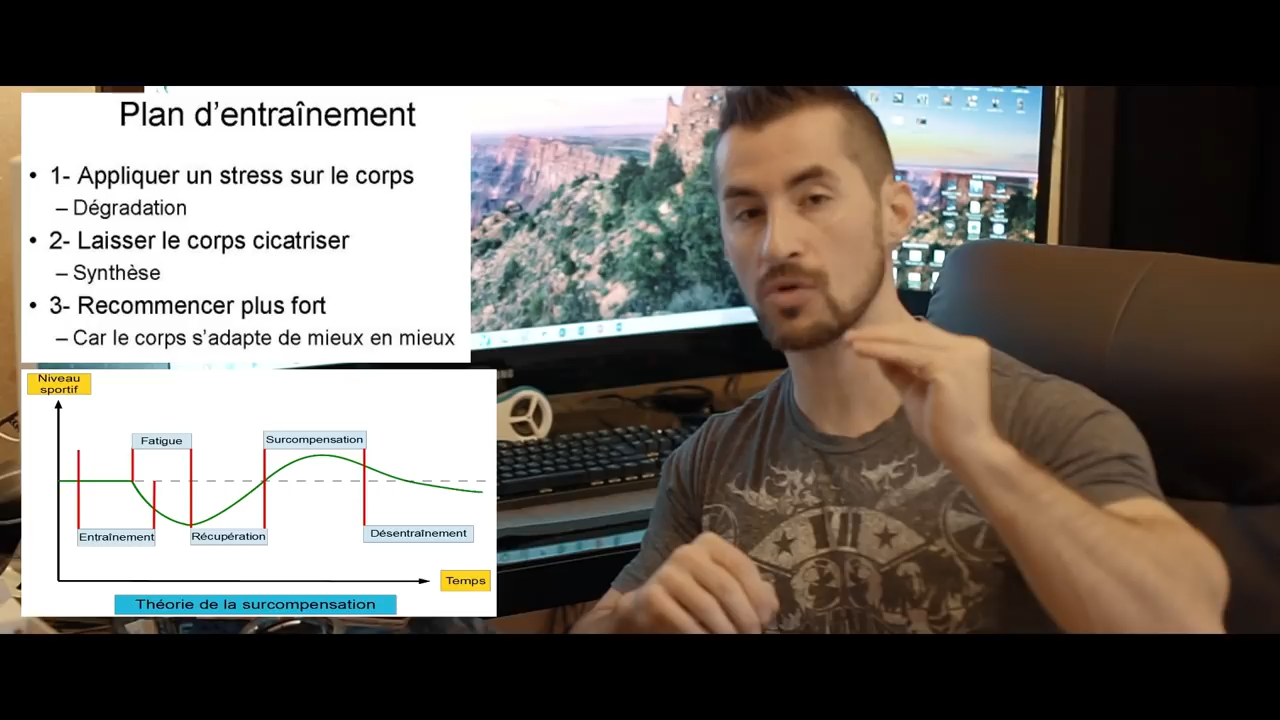 Plan d’entraînement
• 1- Appliquer un stress sur le corps
– Dégradation
• 2- Laisser le corps cicatriser
– Synthèse
• 3- Recommencer plus fort
– Car le corps s’adapte de mieux en mieux
Niveau
sportif
Fatigue
Surcompensation
Entraînement
Récupération
Désentraînement
Temps
Théorie de la surcompensation